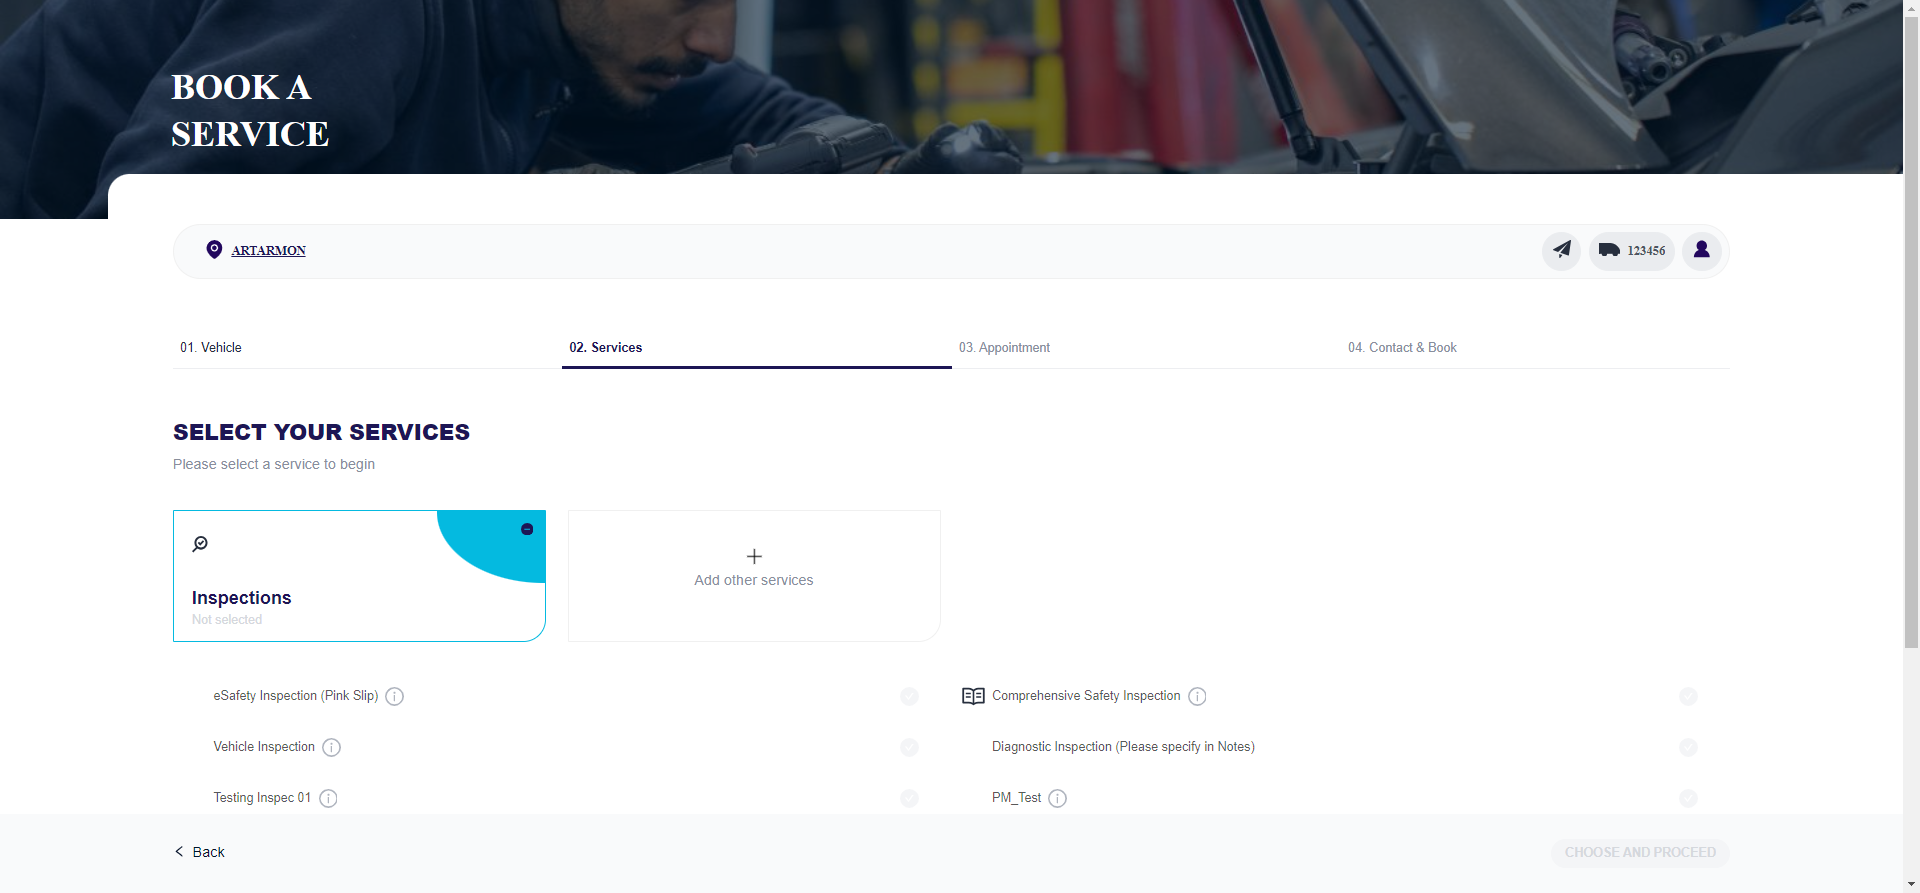 BOOK A
SERVICE
ARTARMON
123456
01. Vehicle
02. Services
03. Appointment
04. Contact & Book
SELECT YOUR SERVICES
Please select a service to begin
Inspections
Not selected
Add other services
eSafety Inspection (Pink Slip)
Comprehensive Safety Inspection
Vehicle Inspection
Diagnostic Inspection (Please specify in Notes)
Testing Inspec 01
PM_Test
Back
CHOOSE AND PROCEED